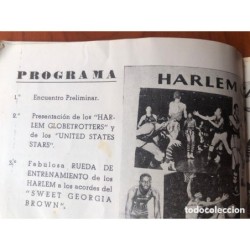 PROGRAMA
HARLEM
1.º Encuentro Preliminar.
2.º Presentación de los "HAR-
LEM GLOBETROTTERS" y
de los "UNITED STATES
STARS".
3.º Fabulosa RUEDA DE
ENTRENAMIENTO de los
HARLEM a los acordes del
"SWEET GEORGIA
BROWN".
todocoleccion